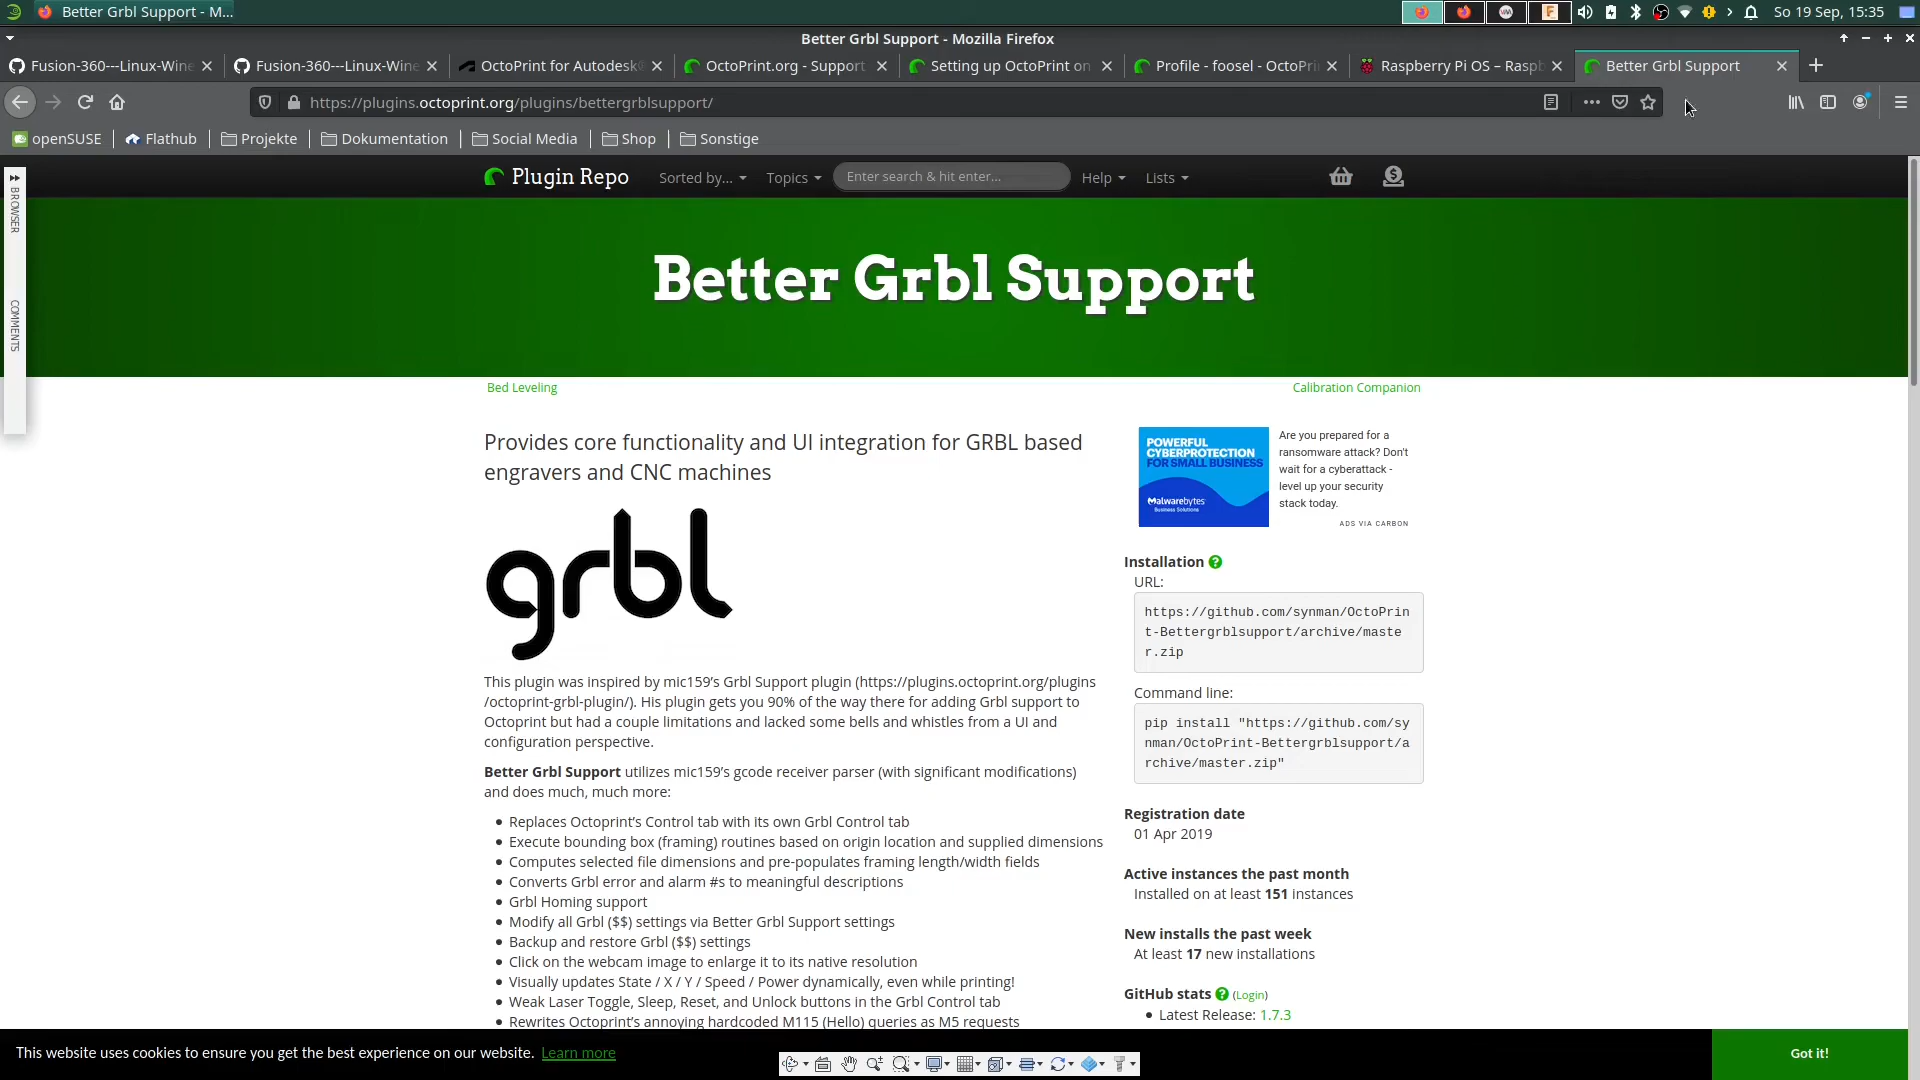 Better Grbl Support - M...
So 19 Sep, 15:35
Better Grbl Support - Mozilla Firefox
Fusion-360---Linux-Wine
Fusion-360---Linux-Wine
OctoPrint for Autodesk
OctoPrint.org - Support
Setting up OctoPrint on
Profile - foosel - OctoPri
Raspberry Pi OS – Raspb
Better Grbl Support
https://plugins.octoprint.org/plugins/bettergrblsupport/
openSUSE
Flathub
Projekte
Dokumentation
Social Media
Shop
Sonstige
BROWSER
COMMENTS
Plugin Repo
Sorted by...
Topics
Enter search & hit enter...
Help
Lists
Better Grbl Support
Bed Leveling
Calibration Companion
Provides core functionality and UI integration for GRBL based
engravers and CNC machines
grbl
This plugin was inspired by mic159’s Grbl Support plugin (https://plugins.octoprint.org/plugins
/octoprint-grbl-plugin/). His plugin gets you 90% of the way there for adding Grbl support to
Octoprint but had a couple limitations and lacked some bells and whistles from a UI and
configuration perspective.
Better Grbl Support utilizes mic159’s gcode receiver parser (with significant modifications)
and does much, much more:
• Replaces Octoprint’s Control tab with its own Grbl Control tab
• Execute bounding box (framing) routines based on origin location and supplied dimensions
• Computes selected file dimensions and pre-populates framing length/width fields
• Converts Grbl error and alarm #s to meaningful descriptions
• Grbl Homing support
• Modify all Grbl ($$) settings via Better Grbl Support settings
• Backup and restore Grbl ($$) settings
• Click on the webcam image to enlarge it to its native resolution
• Visually updates State / X / Y / Speed / Power dynamically, even while printing!
• Weak Laser Toggle, Sleep, Reset, and Unlock buttons in the Grbl Control tab
• Rewrites Octoprint’s annoying hardcoded M115 (Hello) queries as M5 requests
POWERFUL
CYBERPROTECTION
FOR SMALL BUSINESS
Malwarebytes
Business Solutions
Are you prepared for a
ransomware attack? Don't
wait for a cyberattack -
level up your security
stack today.
ADS VIA CARBON
Installation
URL:
https://github.com/synman/OctoPrin
t-Bettergrblsupport/archive/maste
r.zip
Command line:
pip install "https://github.com/sy
nman/OctoPrint-Bettergrblsupport/a
rchive/master.zip"
Registration date
01 Apr 2019
Active instances the past month
Installed on at least 151 instances
New installs the past week
At least 17 new installations
GitHub stats (Login)
• Latest Release: 1.7.3
This website uses cookies to ensure you get the best experience on our website. Learn more
Got it!